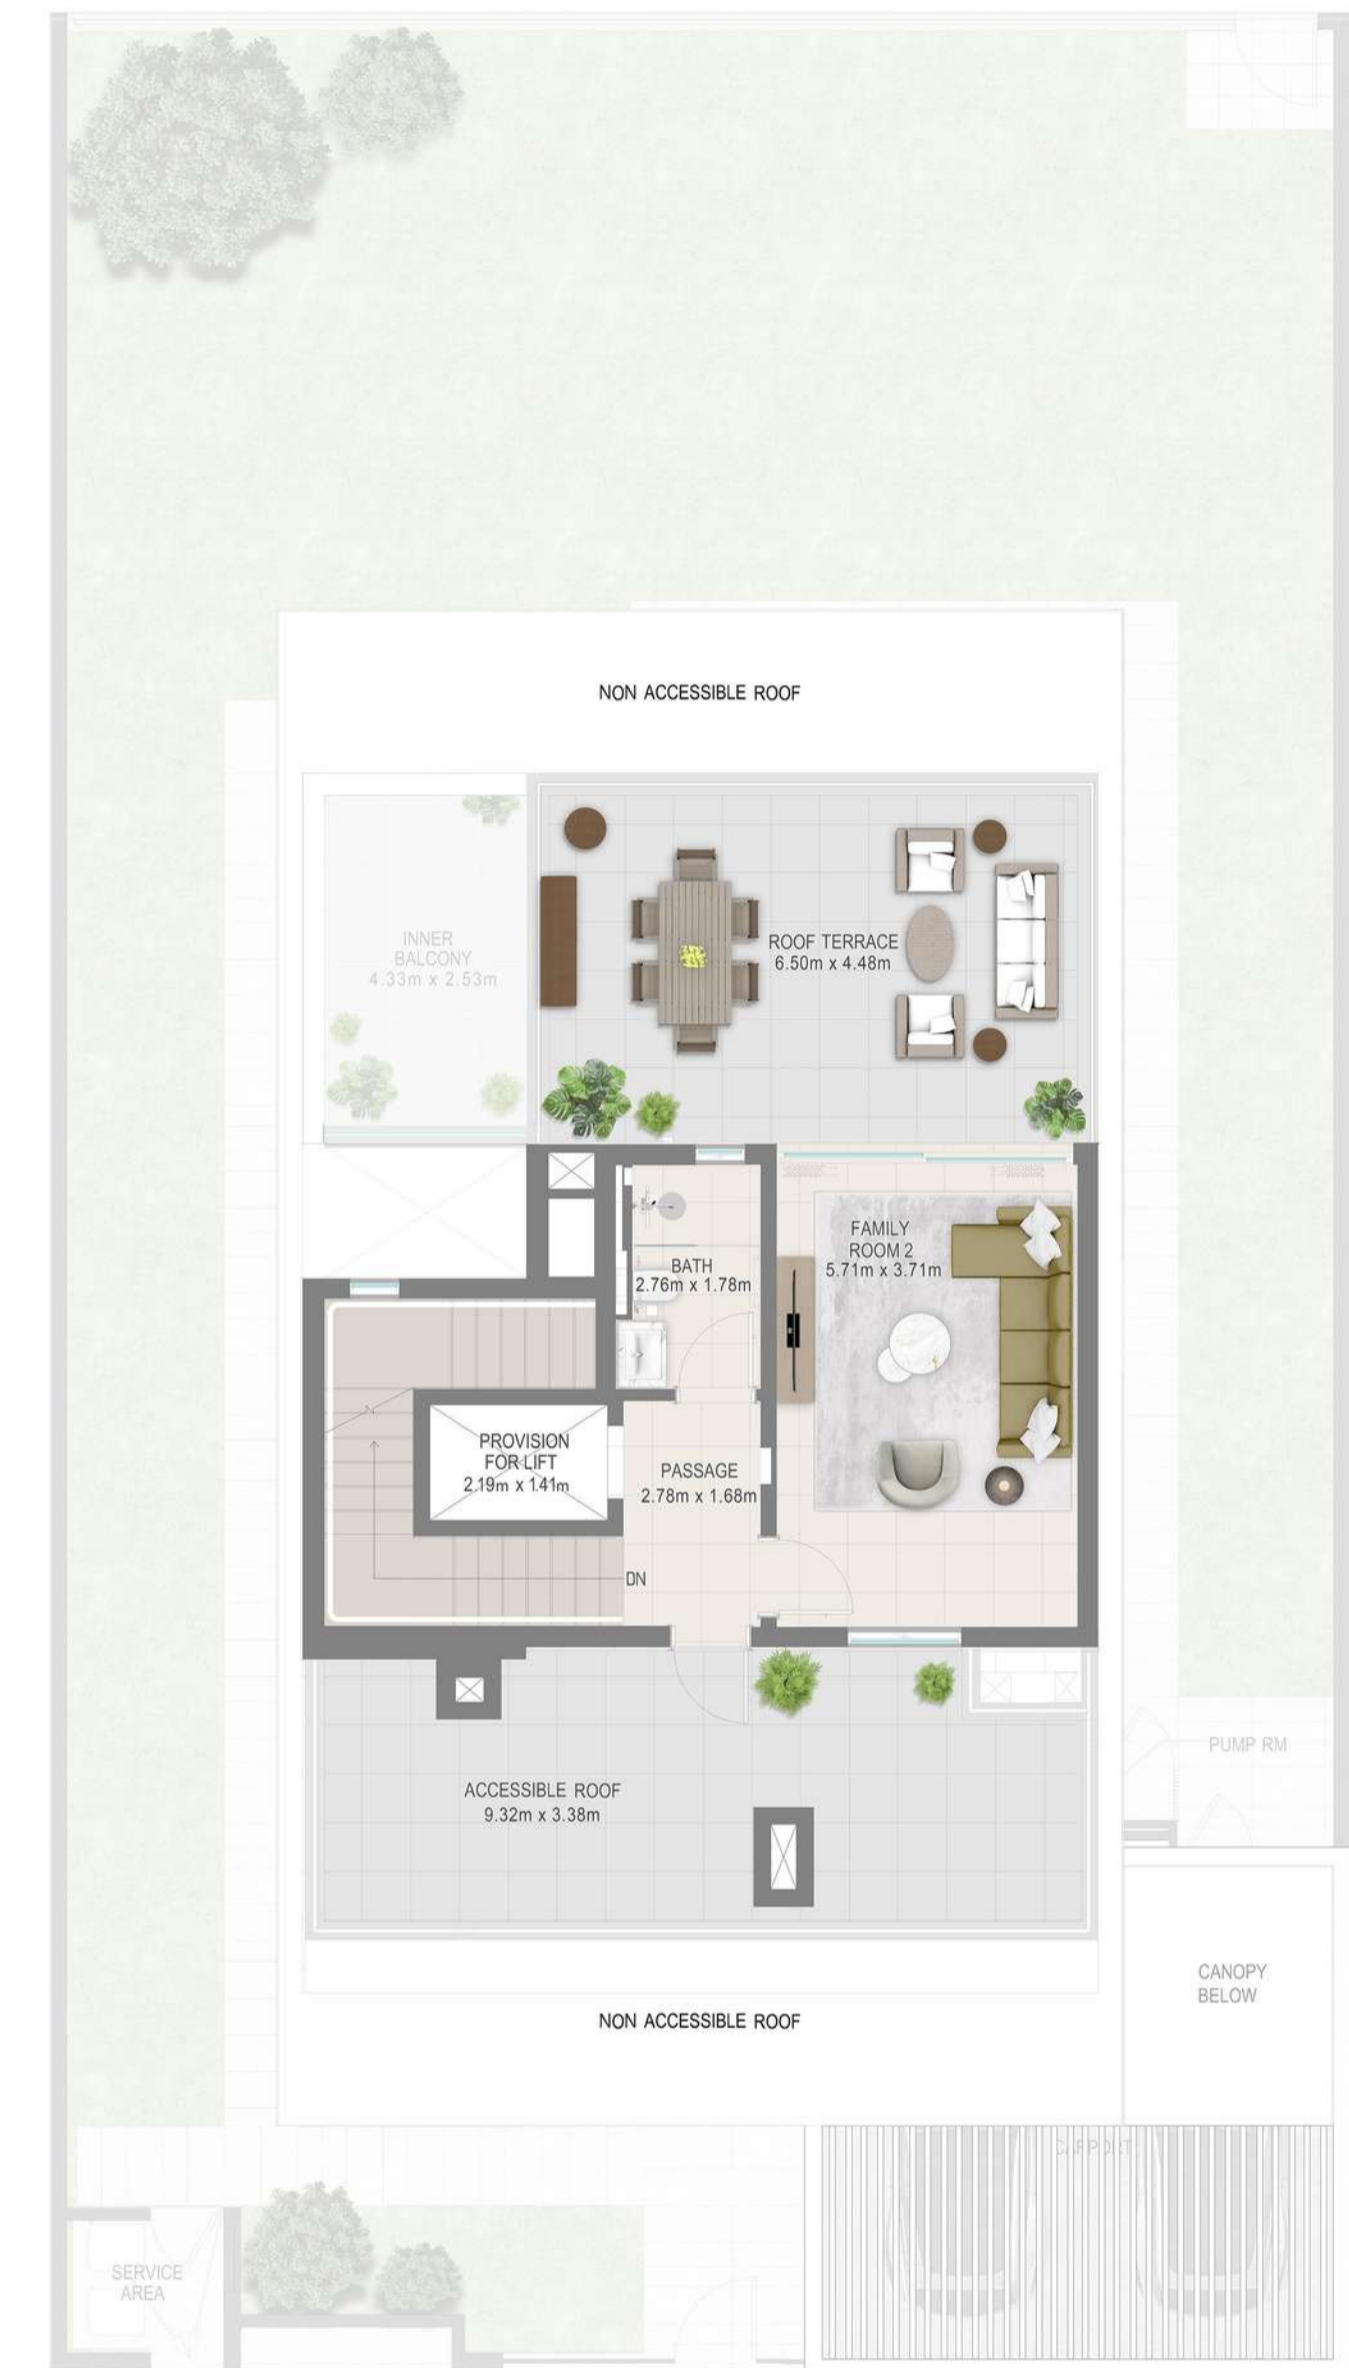 NON ACCESSIBLE ROOF
INNER
BALCONY
4.33m x 2.53m
ROOF TERRACE
6.50m x 4.48m
FAMILY
ROOM 2
5.71m x 3.71m
BATH
2.76m x 1.78m
PROVISION
FOR LIFT
2.19m x 1.41m
PASSAGE
2.78m x 1.68m
DN
PUMP RM
ACCESSIBLE ROOF
9.32m x 3.38m
CANOPY
BELOW
NON ACCESSIBLE ROOF
CARPORT
SERVICE
AREA